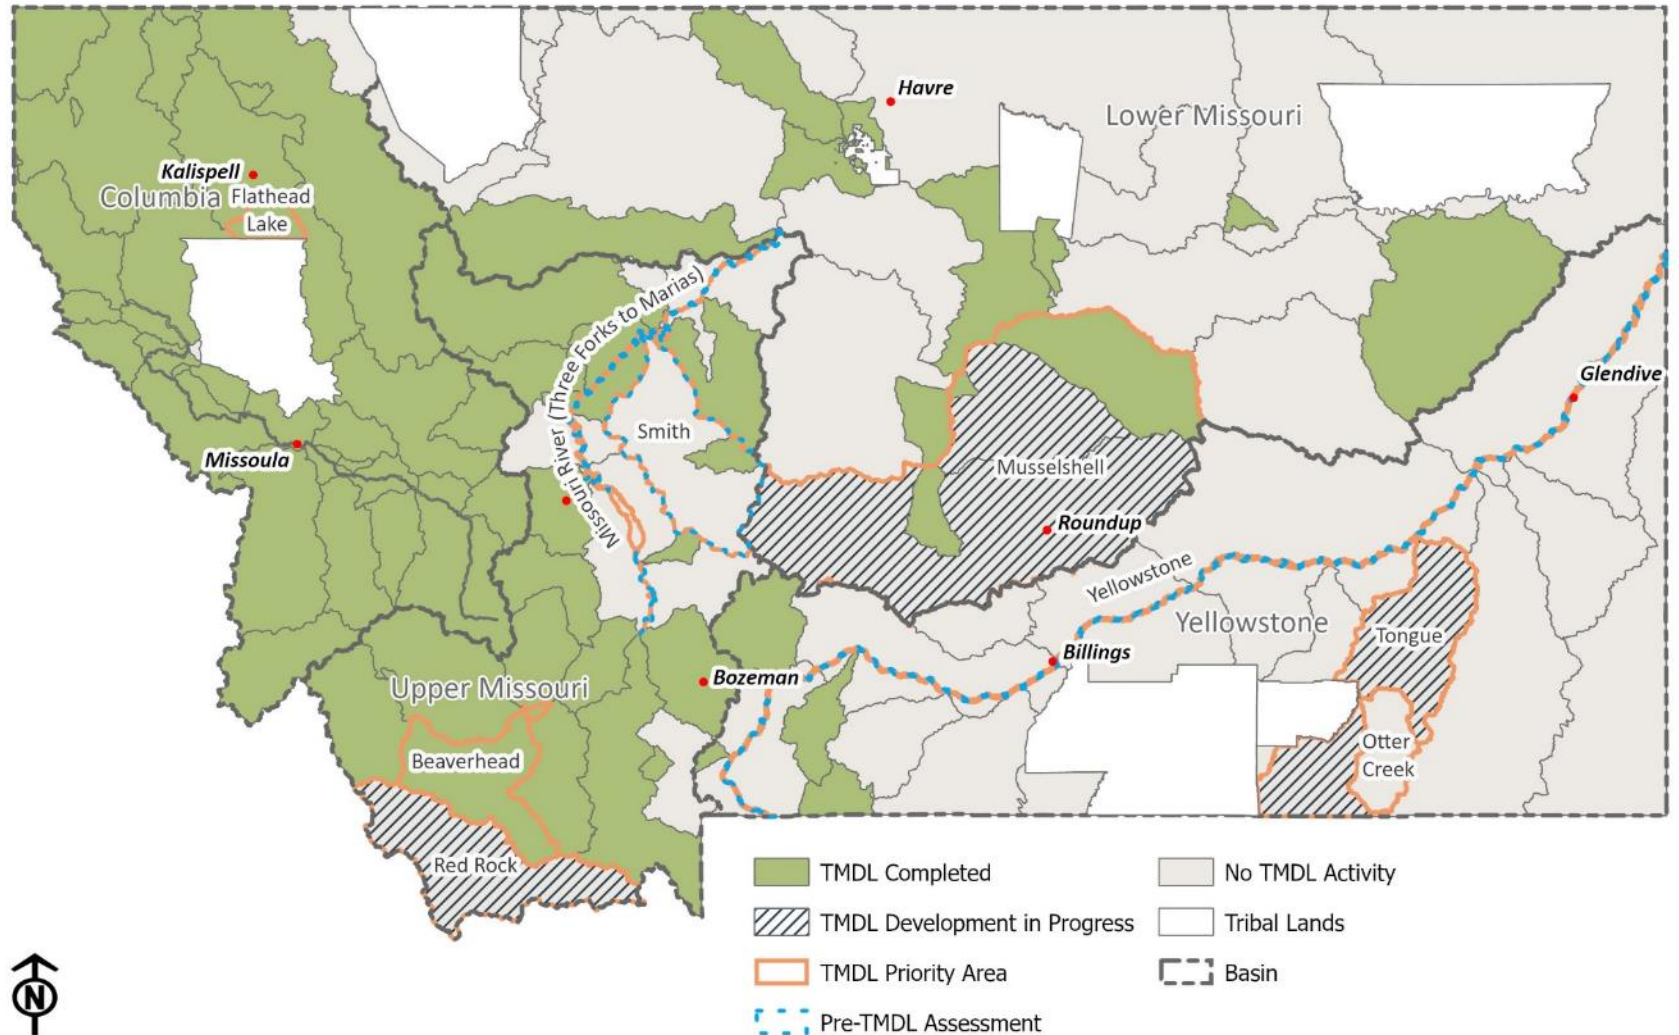 Havre
Lower Missouri
Kalispell
Columbia
Flathead
Lake
Missouri River (Three Forks to Marias)
Glendive
Smith
Missoula
Musselshell
Roundup
Yellowstone
Yellowstone
Tongue
Billings
Bozeman
Upper Missouri
Otter
Creek
Beaverhead
Red Rock
TMDL Completed
TMDL Development in Progress
TMDL Priority Area
Pre-TMDL Assessment
No TMDL Activity
Tribal Lands
Basin
N